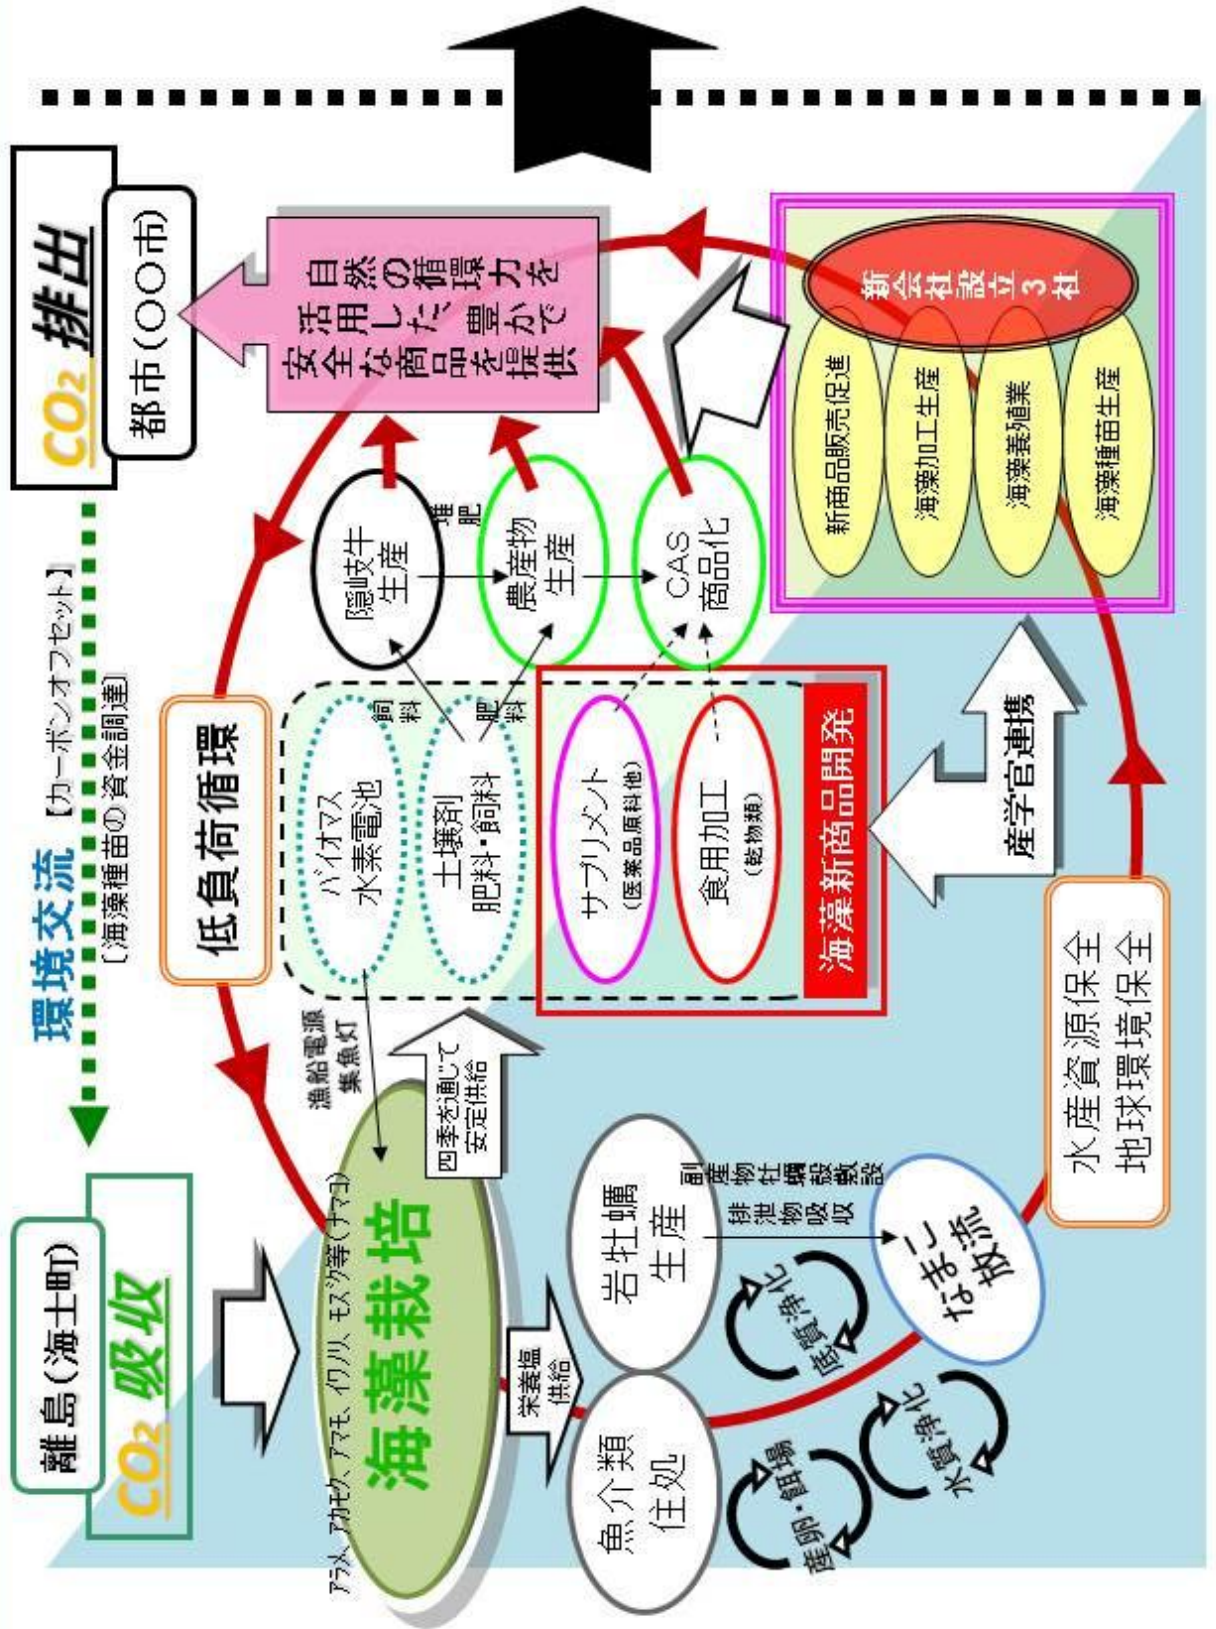 離島(海士町)
CO₂ 吸収
環境交流
【カーボンオフセット】
〔海藻種苗の資金調達〕
CO₂ 排出
都市(〇〇〇市)
低負荷循環
アラメ、アカモク、アマモ、イワノリ、モズク等(ナマコ)
海藻栽培
漁船電源
集魚灯
四季を通じて
安定供給
バイオマス
水素電池
飼料
土壌剤
肥料・飼料
肥料
サプリメント
(医薬品原料他)
食用加工
(乾物類)
海藻新商品開発
隠岐牛
生産
堆肥
農産物
生産
CAS
商品化
自然の循環力を
活用した、豊かで
安全な商品を提供
栄養塩
供給
魚介類
住処
岩牡蠣
生産
副産物牡蠣殻敷設
排泄物吸収
産卵・餌場
底質浄化
水質浄化
なまこ
放流
水産資源保全
地球環境保全
産学官連携
新商品販売促進
海藻加工生産
海藻養殖業
海藻種苗生産
新会社設立3社